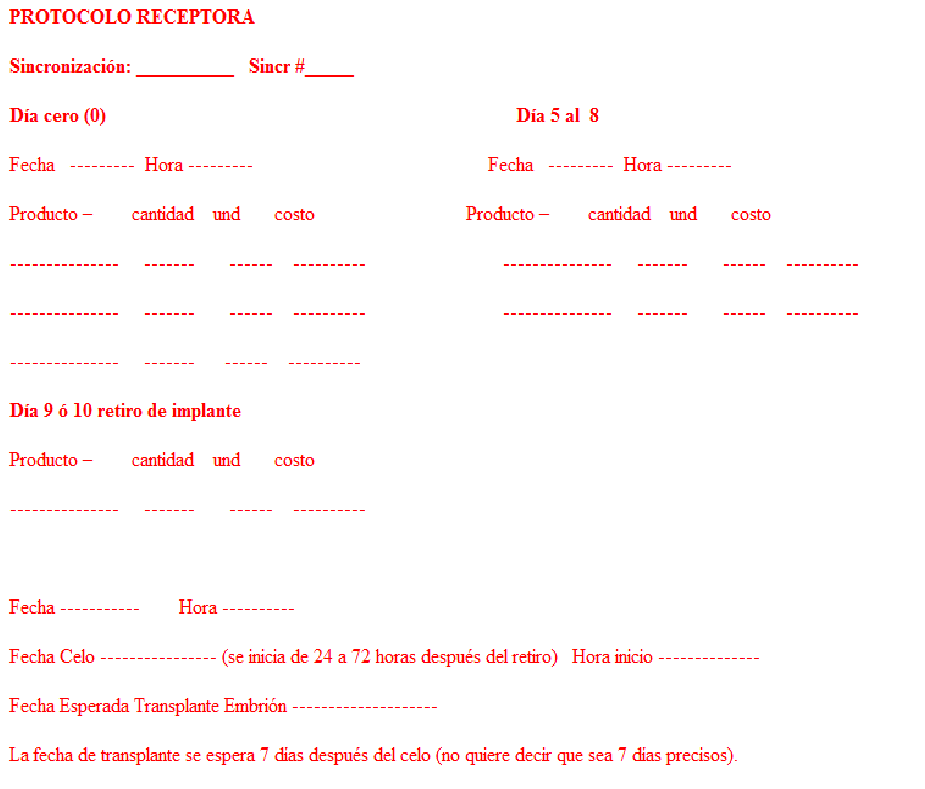 PROTOCOLO RECEPTORA
Sincronización: __________ Sincr #_____
Día cero (0) Día 5 al 8
Fecha --------- Hora --------- Fecha --------- Hora ---------
Producto – cantidad und costo Producto – cantidad und costo
--------------- ------- ------ ---------- --------------- ------- ------ ----------
--------------- ------- ------ ---------- --------------- ------- ------ ----------
--------------- ------- ------ ----------
Día 9 ó 10 retiro de implante
Producto – cantidad und costo
--------------- ------- ------ ----------
Fecha ----------- Hora ----------
Fecha Celo ---------------- (se inicia de 24 a 72 horas después del retiro) Hora inicio --------------
Fecha Esperada Transplante Embrión --------------------
La fecha de transplante se espera 7 días después del celo (no quiere decir que sea 7 días precisos).